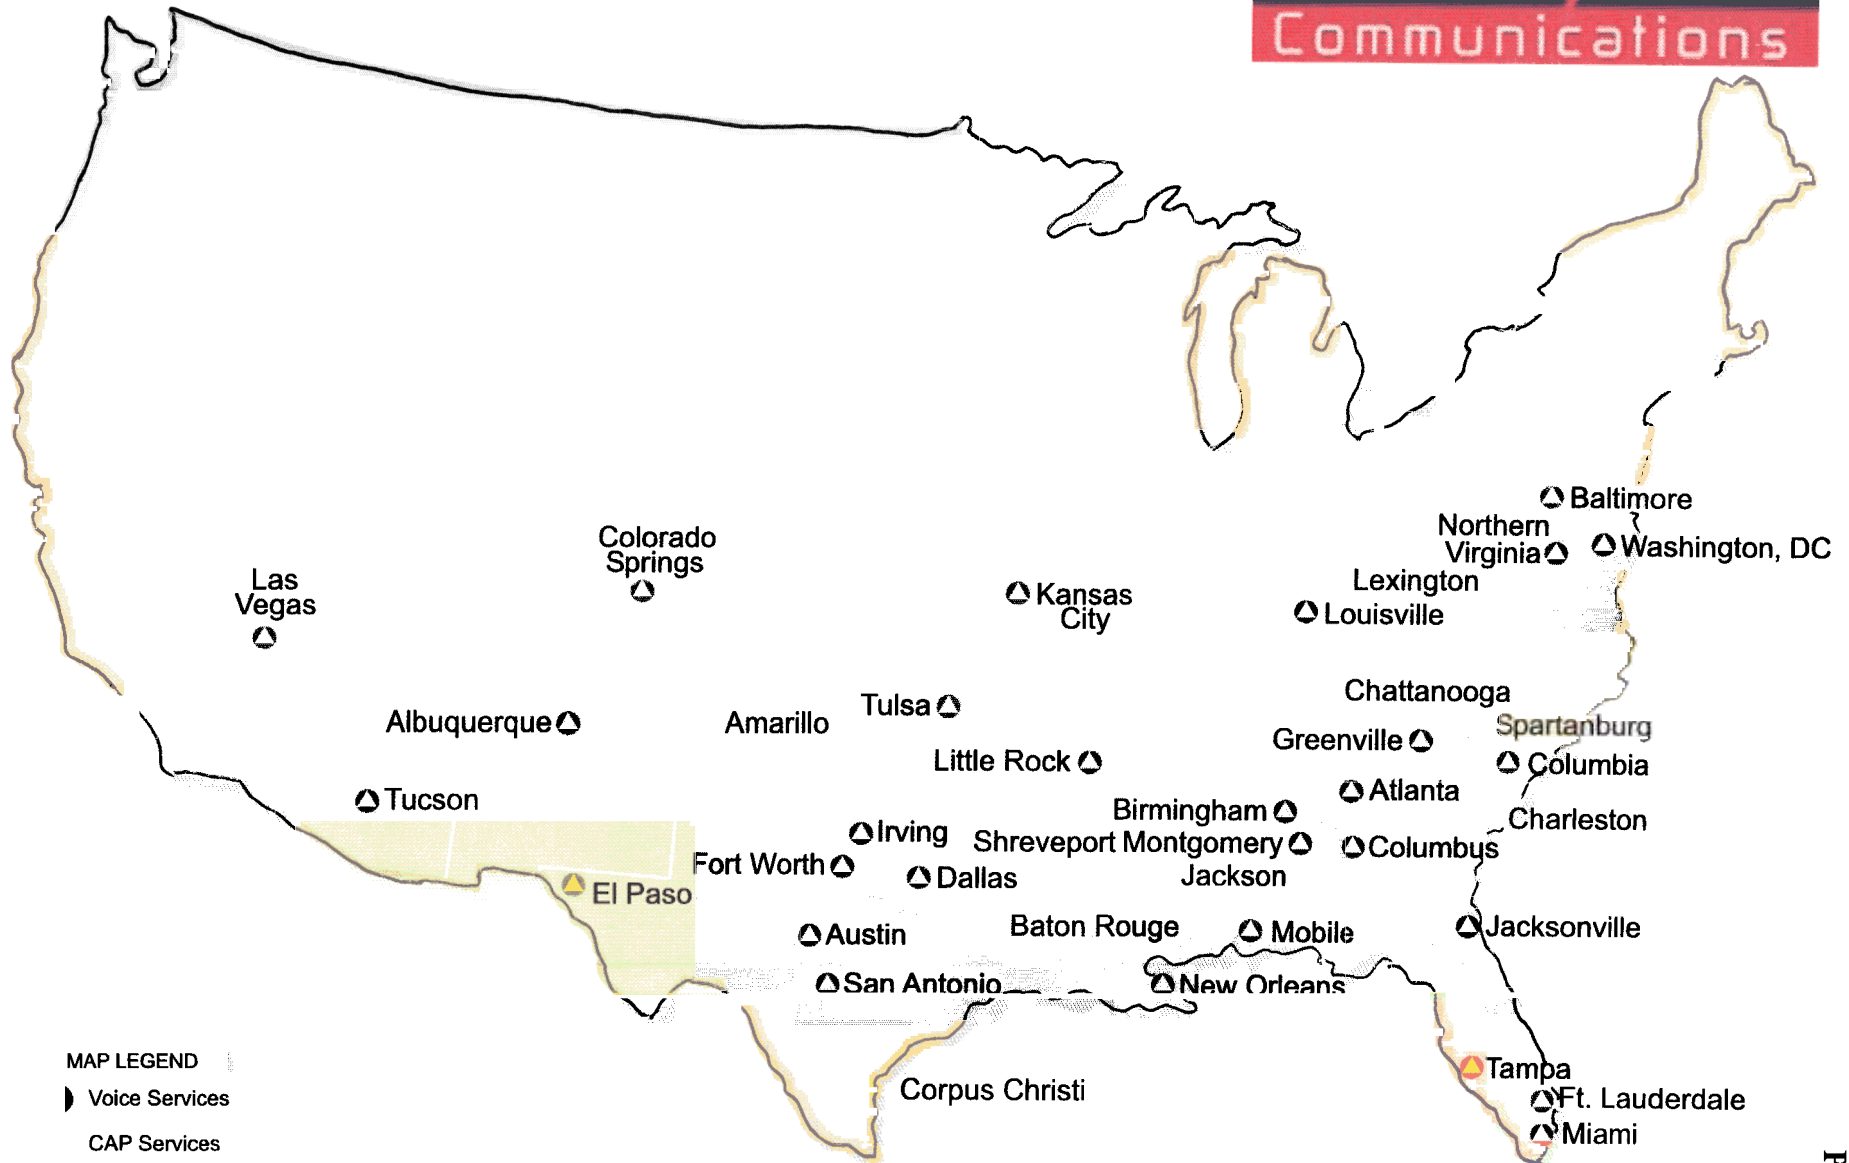 Communications
Baltimore
Northern
Virginia
Washington, DC
Colorado
Springs
Las
Vegas
Kansas
City
Lexington
Louisville
Chattanooga
Albuquerque
Amarillo
Tulsa
Spartanburg
Greenville
Little Rock
Columbia
Tucson
Atlanta
Birmingham
Charleston
Irving
Shreveport Montgomery
Columbus
Fort Worth
Dallas
Jackson
El Paso
Austin
Baton Rouge
Mobile
Jacksonville
San Antonio
New Orleans
MAP LEGEND
Tampa
Voice Services
Corpus Christi
Ft. Lauderdale
CAP Services
Miami